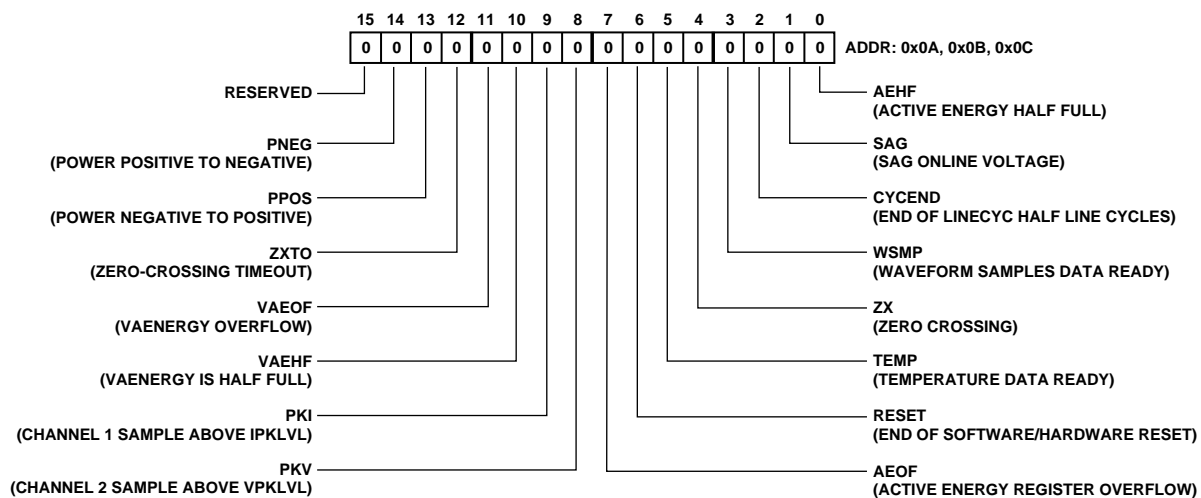 15 14 13 12 11 10 9 8 7 6 5 4 3 2 1 0
0 0 0 0 0 0 0 0 0 0 0 0 0 0 0 0 ADDR: 0x0A, 0x0B, 0x0C
RESERVED
PNEG
(POWER POSITIVE TO NEGATIVE)
PPOS
(POWER NEGATIVE TO POSITIVE)
ZXTO
(ZERO-CROSSING TIMEOUT)
VAEOF
(VAENERGY OVERFLOW)
VAEHF
(VAENERGY IS HALF FULL)
PKI
(CHANNEL 1 SAMPLE ABOVE IPKLVL)
PKV
(CHANNEL 2 SAMPLE ABOVE VPKLVL)
AEHF
(ACTIVE ENERGY HALF FULL)
SAG
(SAG ONLINE VOLTAGE)
CYCEND
(END OF LINECYC HALF LINE CYCLES)
WSMP
(WAVEFORM SAMPLES DATA READY)
ZX
(ZERO CROSSING)
TEMP
(TEMPERATURE DATA READY)
RESET
(END OF SOFTWARE/HARDWARE RESET)
AEOF
(ACTIVE ENERGY REGISTER OVERFLOW)